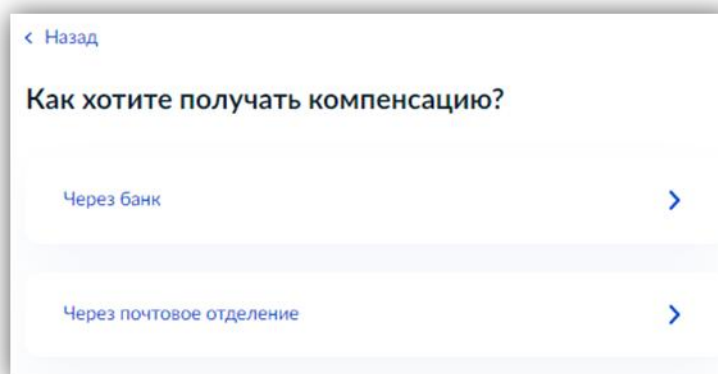 Назад
Как хотите получать компенсацию?
Через банк
Через почтовое отделение